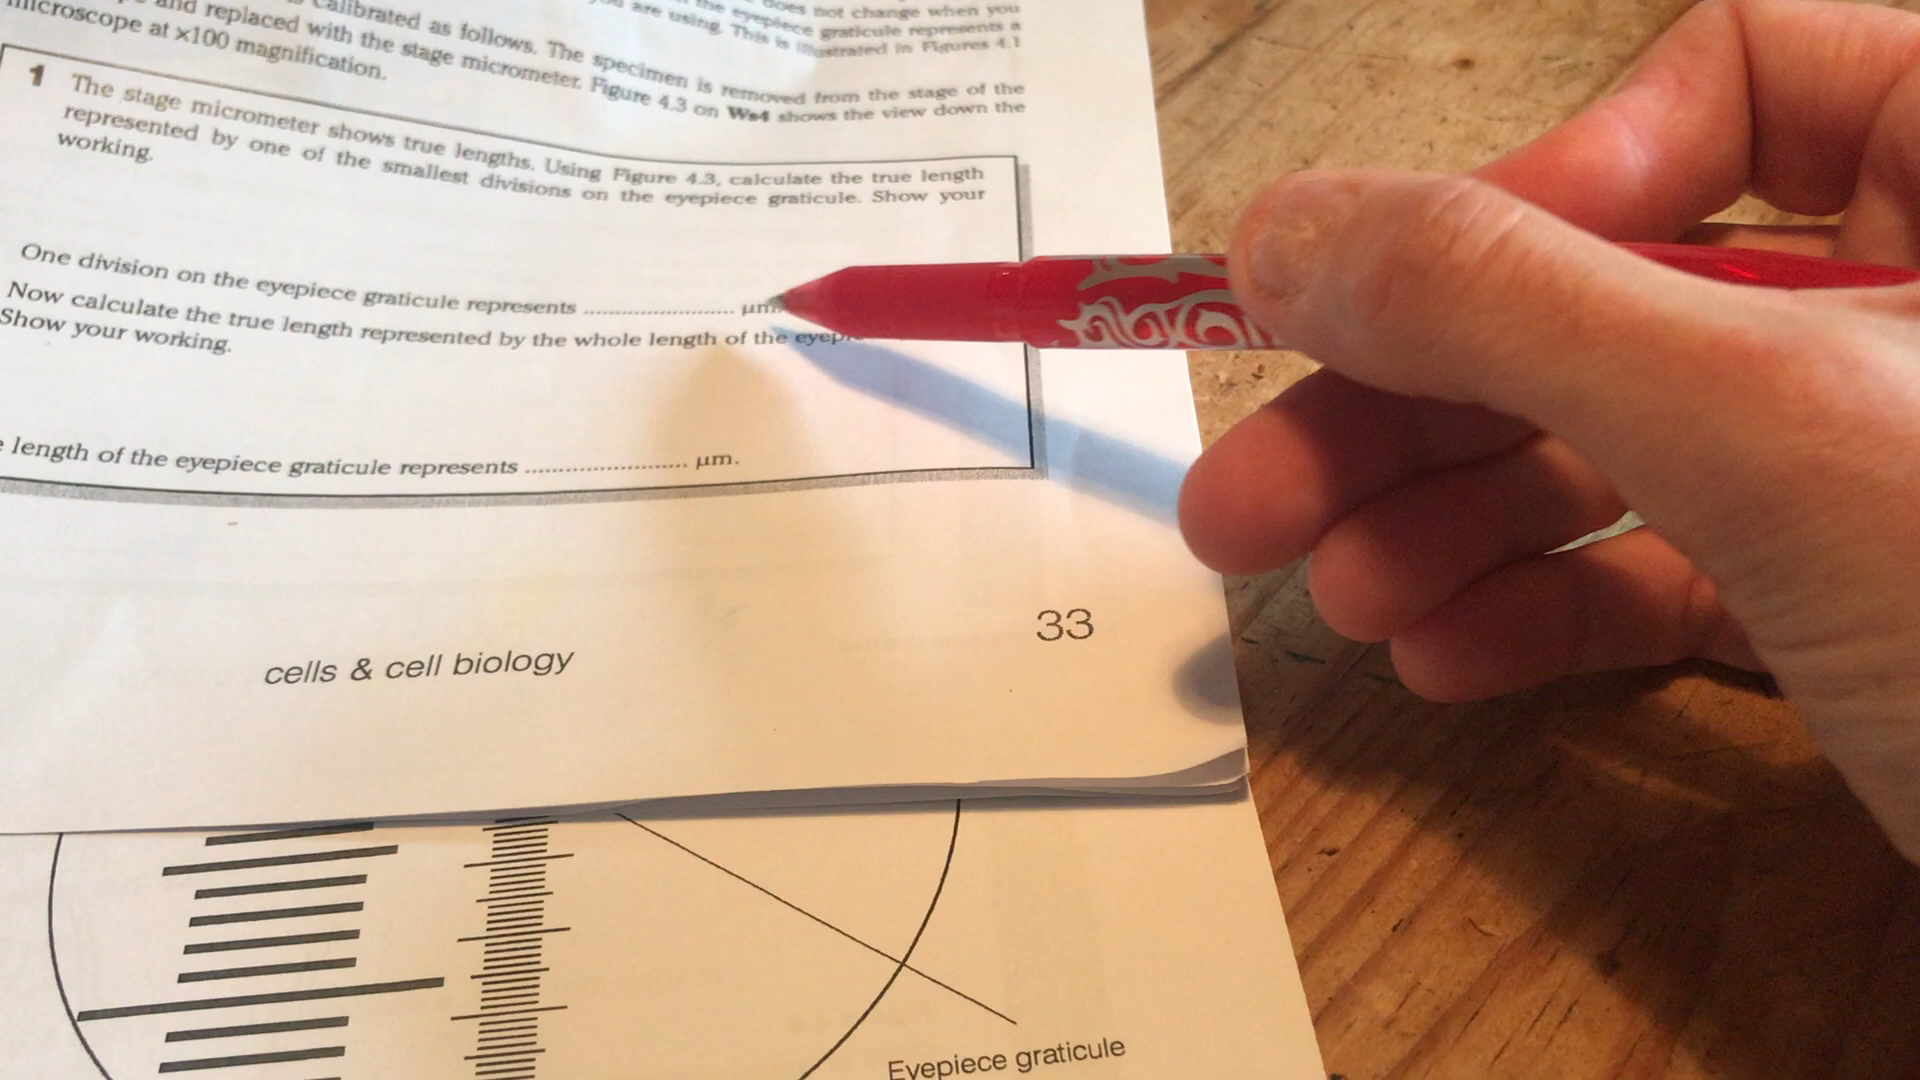 does not change when you
the eyepiece graticule represents a
are using. This is illustrated in Figures 4.1
calibrated as follows. The specimen is removed from the stage of the
and replaced with the stage micrometer. Figure 4.3 on Ws4 shows the view down the
microscope at x100 magnification.
1 The stage micrometer shows true lengths. Using Figure 4.3, calculate the true length
represented by one of the smallest divisions on the eyepiece graticule. Show your
working.
One division on the eyepiece graticule represents ........................ µm.
Now calculate the true length represented by the whole length of the
Show your working.
length of the eyepiece graticule represents ........................ µm.
33
cells & cell biology
Eyepiece graticule